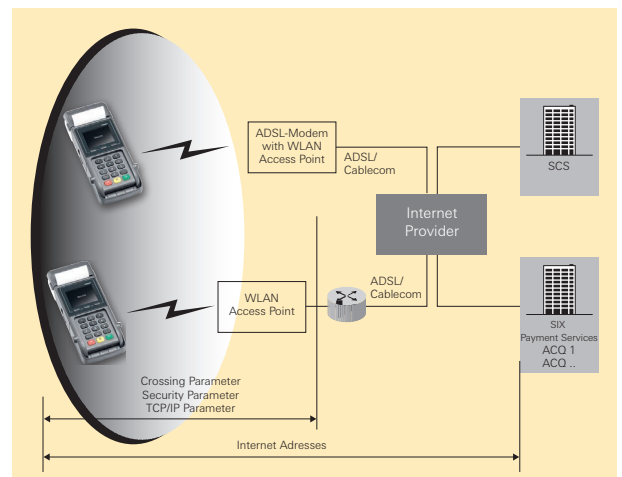 ADSL-Modem
with WLAN
Access Point
ADSL/
Cablecom
SCS
Internet
Provider
WLAN
Access Point
ADSL/
Cablecom
SIX
Payment Services
ACQ 1
ACQ ..
Crossing Parameter
Security Parameter
TCP/IP Parameter
Internet Adresses